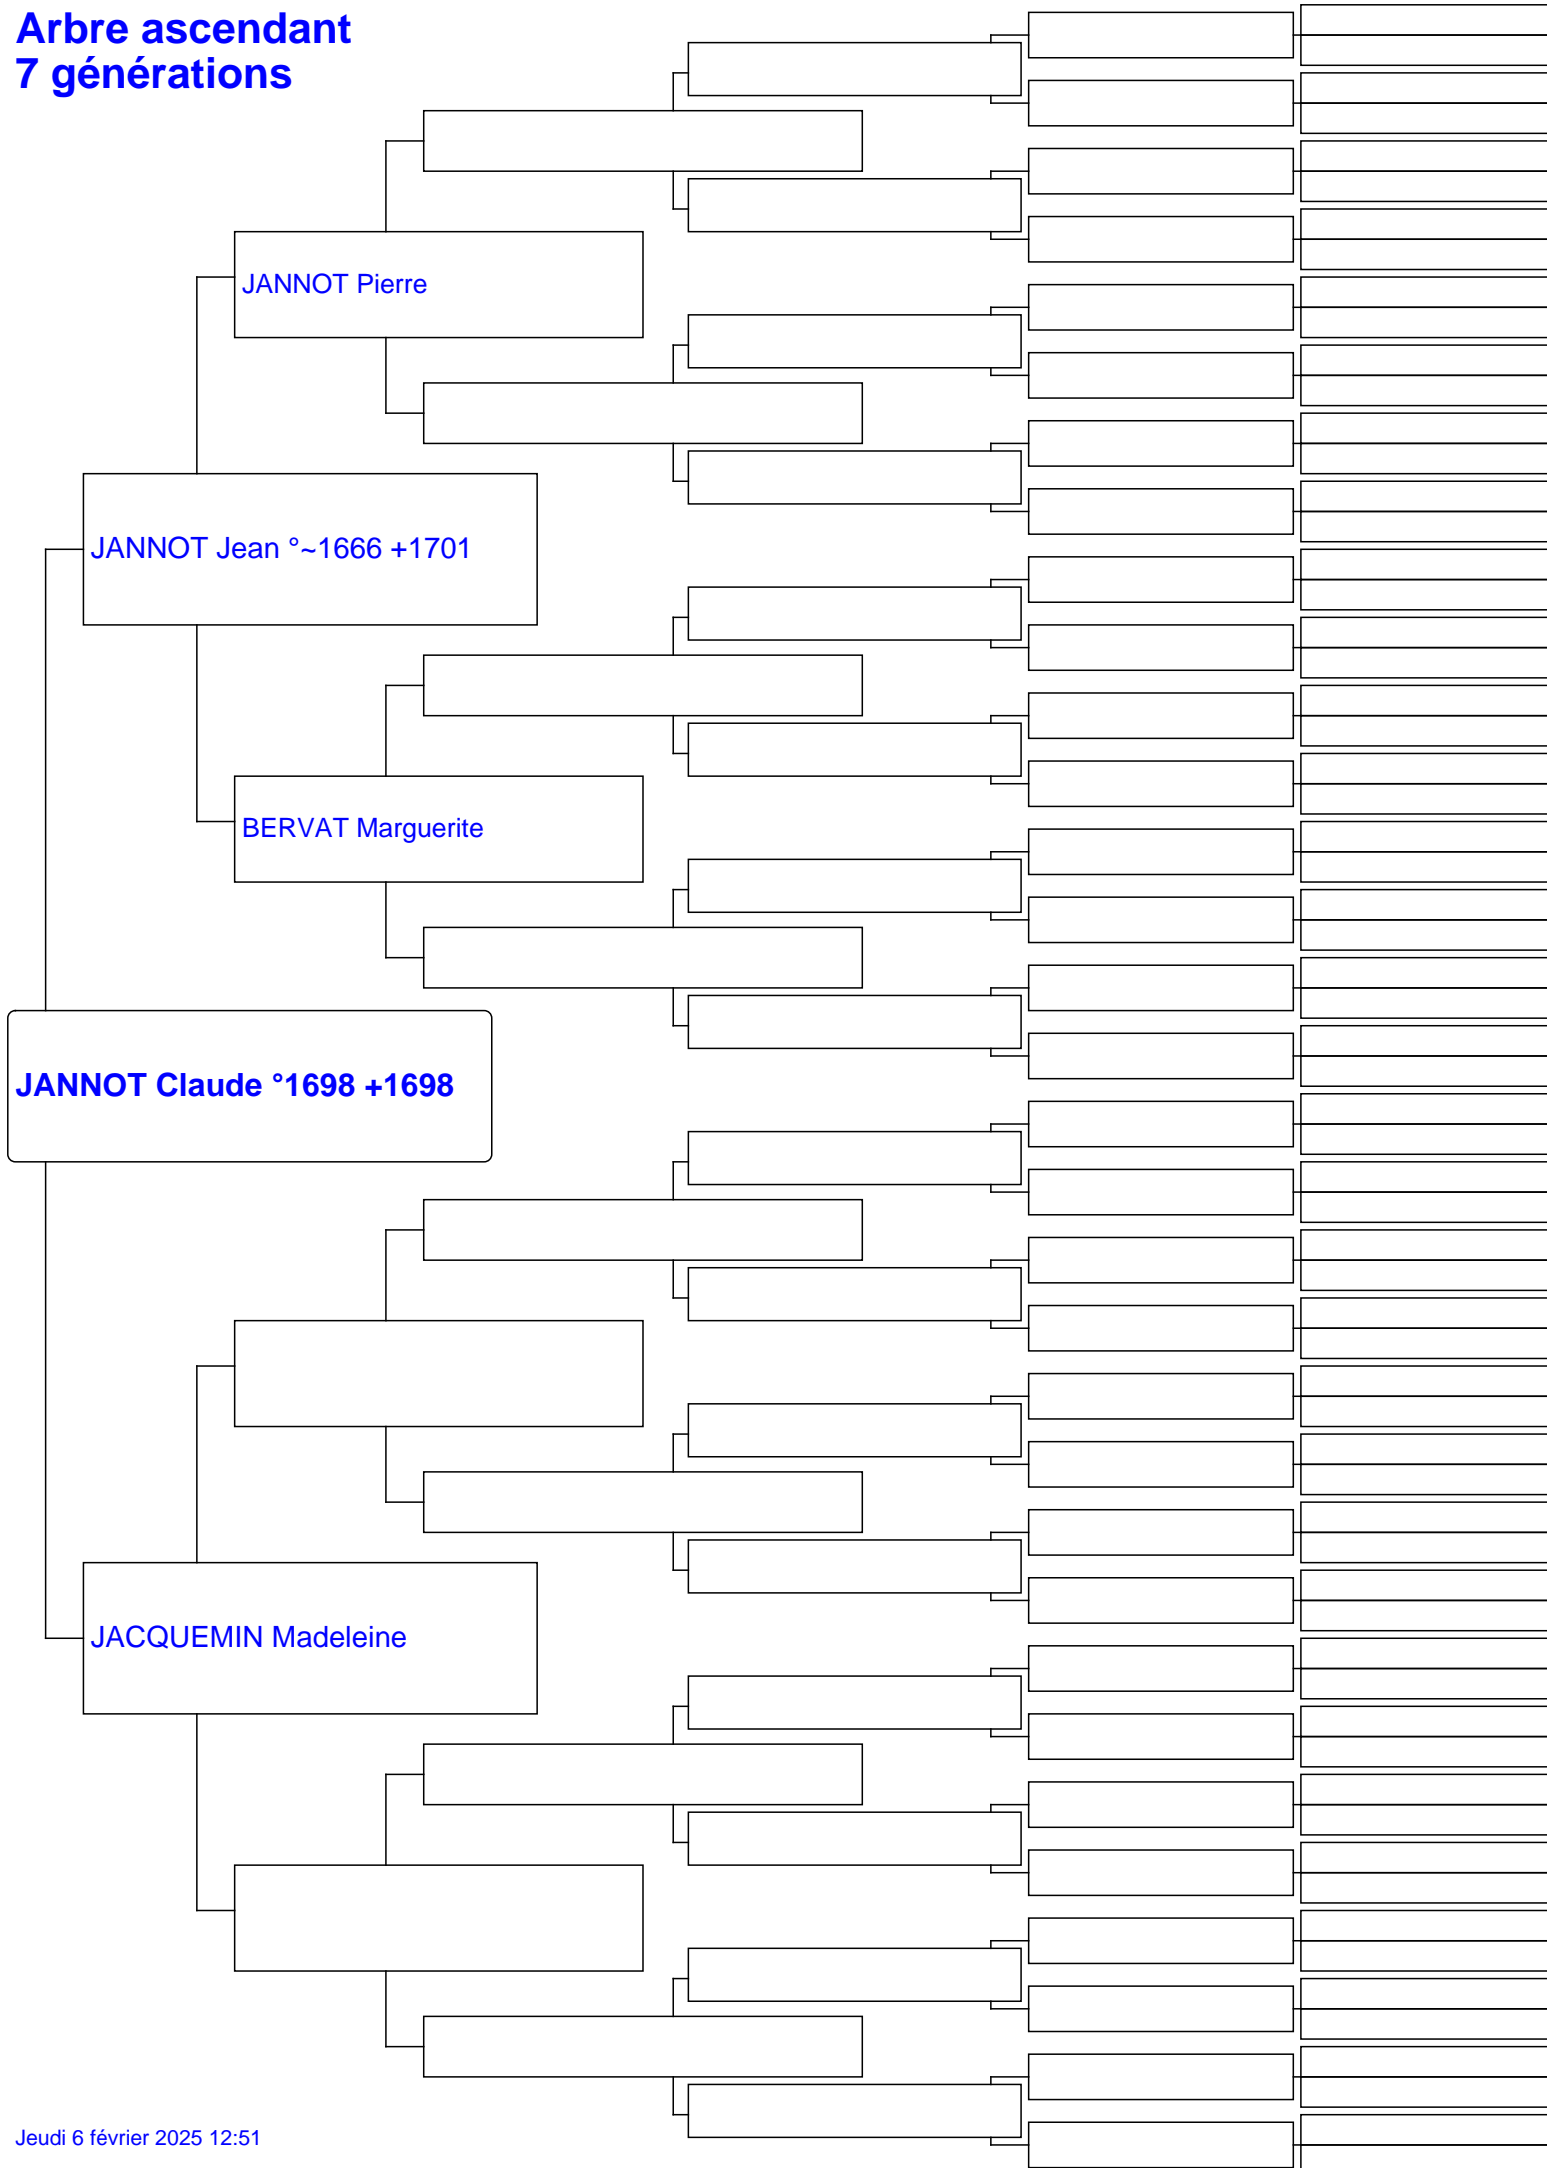 Arbre ascendant
7 générations
JANNOT Pierre
JANNOT Jean °~1666 +1701
BERVAT Marguerite
JANNOT Claude °1698 +1698
JACQUEMIN Madeleine
Jeudi 6 février 2025 12:51